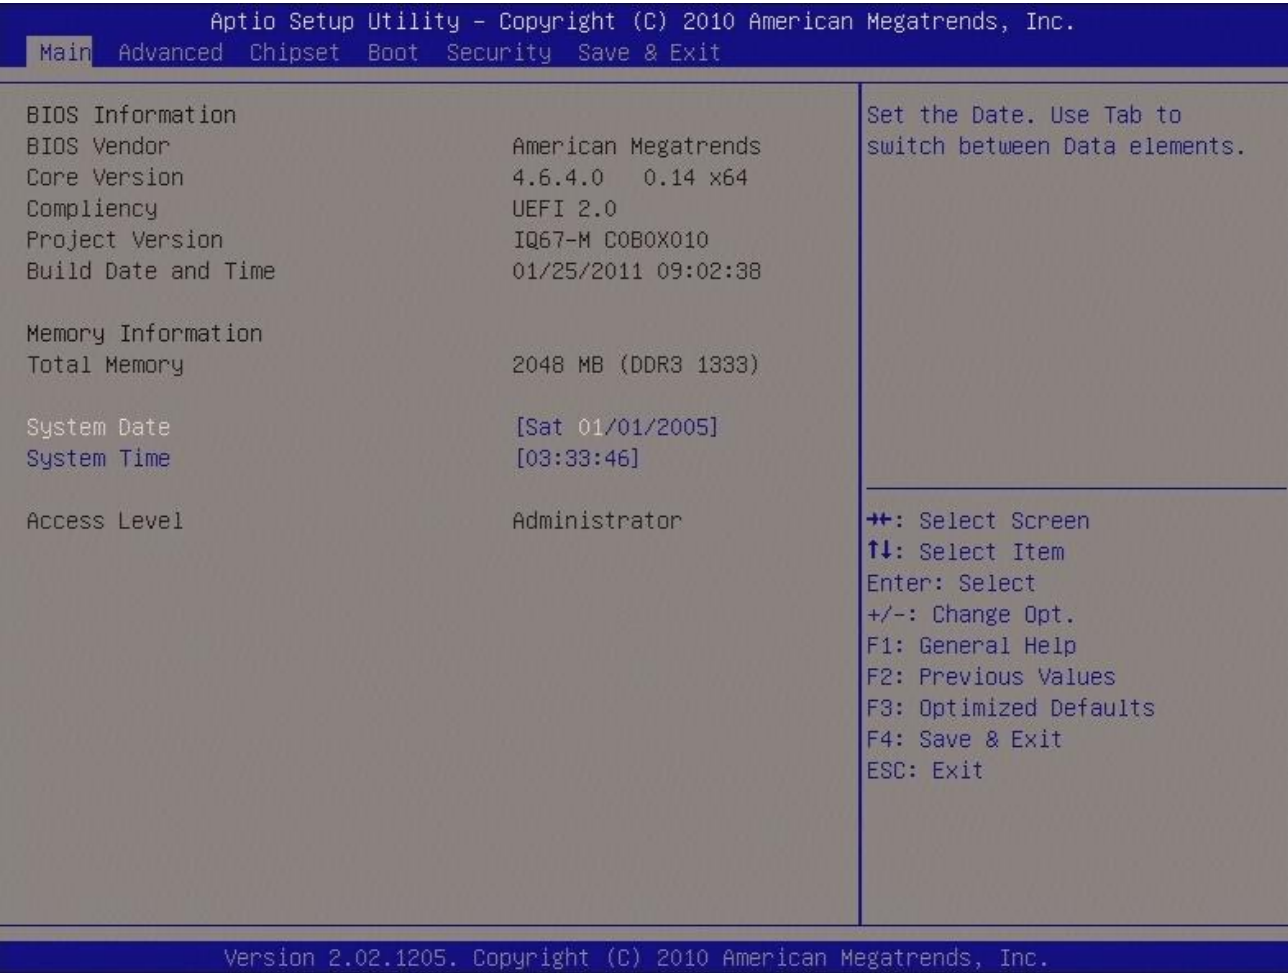 Aptio Setup Utility – Copyright (C) 2010 American Megatrends, Inc.
Main Advanced Chipset Boot Security Save & Exit
BIOS Information
BIOS Vendor American Megatrends
Core Version 4.6.4.0 0.14 x64
Compliency UEFI 2.0
Project Version IQ67-M C0B0X010
Build Date and Time 01/25/2011 09:02:38
Memory Information
Total Memory 2048 MB (DDR3 1333)
System Date [Sat 01/01/2005]
System Time [03:33:46]
Access Level Administrator
Set the Date. Use Tab to
switch between Data elements.
→←: Select Screen
↑↓: Select Item
Enter: Select
+/-: Change Opt.
F1: General Help
F2: Previous Values
F3: Optimized Defaults
F4: Save & Exit
ESC: Exit
Version 2.02.1205. Copyright (C) 2010 American Megatrends, Inc.